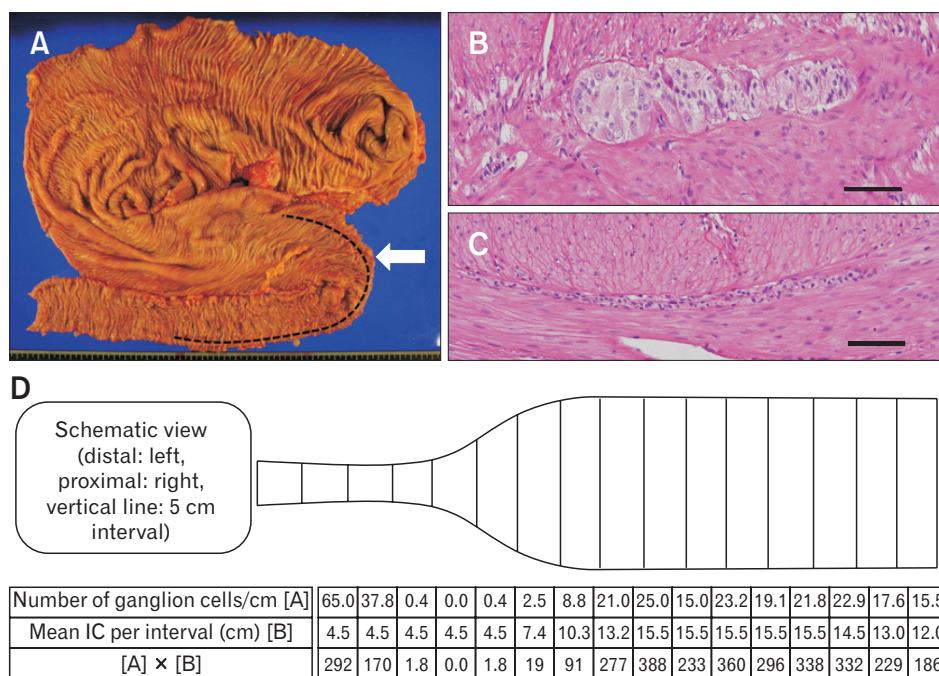 A
B
C
D
Schematic view
(distal: left,
proximal: right,
vertical line: 5 cm
interval)
Number of ganglion cells/cm [A] 65.0 37.8 0.4 0.0 0.4 2.5 8.8 21.0 25.0 15.0 23.2 19.1 21.8 22.9 17.6 15.5
Mean IC per interval (cm) [B] 4.5 4.5 4.5 4.5 4.5 7.4 10.3 13.2 15.5 15.5 15.5 15.5 15.5 14.5 13.0 12.0
[A] × [B] 292 170 1.8 0.0 1.8 19 91 277 388 233 360 296 338 332 229 186